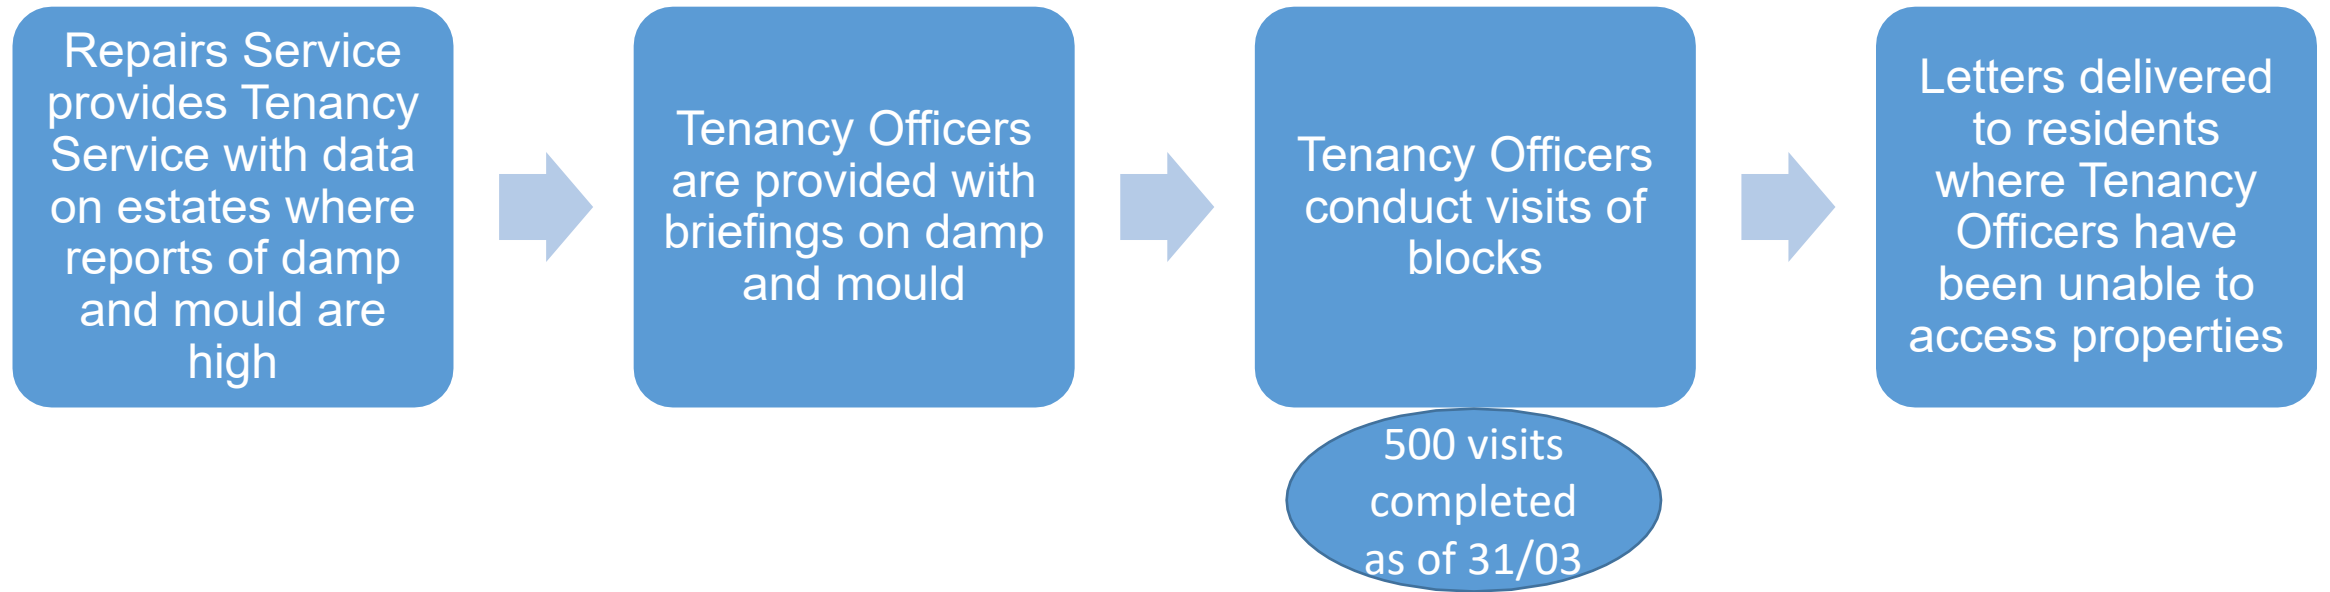 Repairs Service
provides Tenancy
Service with data
on estates where
reports of damp
and mould are
high
Tenancy Officers
are provided with
briefings on damp
and mould
Tenancy Officers
conduct visits of
blocks
500 visits
completed
as of 31/03
Letters delivered
to residents
where Tenancy
Officers have
been unable to
access properties